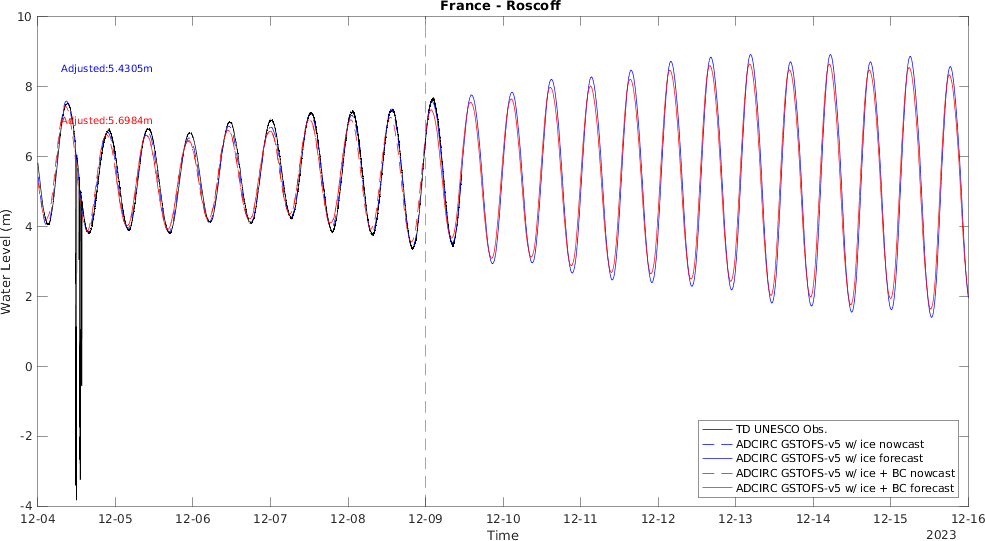 France - Roscoff
10
8
6
4
2
0
-2
-4
Water Level (m)
Adjusted:5.4305m
Adjusted:5.6984m
TD UNESCO Obs.
ADCIRC GSTOFS-v5 w/ ice nowcast
ADCIRC GSTOFS-v5 w/ ice forecast
ADCIRC GSTOFS-v5 w/ ice + BC nowcast
ADCIRC GSTOFS-v5 w/ ice + BC forecast
12-04 12-05 12-06 12-07 12-08 12-09 12-10 12-11 12-12 12-13 12-14 12-15 12-16
Time
2023